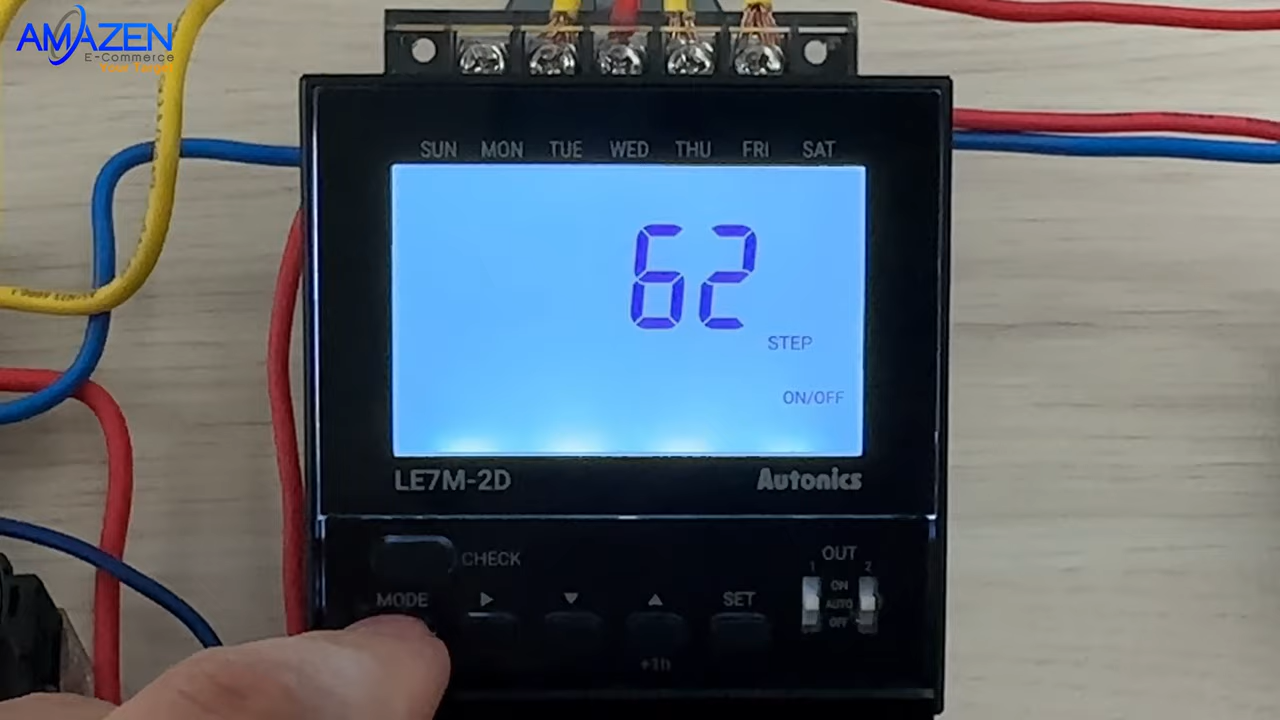 AMAZEN
E-Commerce
SUN MON TUE WED THU FRI SAT
62
STEP
ON/OFF
LE7M-2D Autonics
CHECK
OUT
1 2
ON
AUTO
OFF
MODE ▶ ▼ ▲ SET
+1h